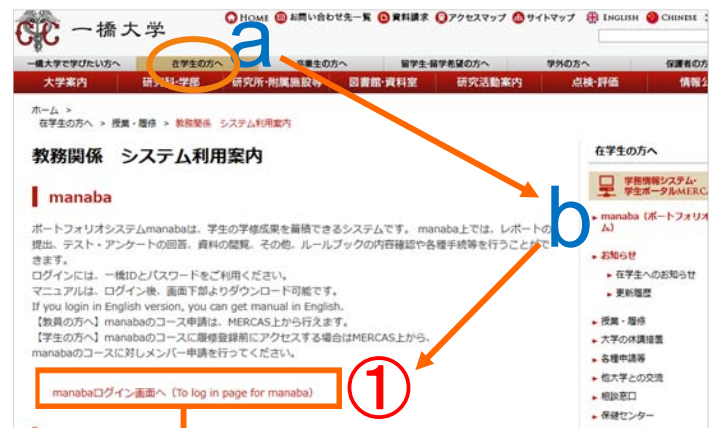 一橋大学
HOME お問い合わせ先一覧 資料請求 アクセスマップ サイトマップ ENGLISH CHINESE
一橋大学で学びたい方へ 在学生の方へ 卒業生の方へ 留学生・留学希望の方へ 学外の方へ 保護者の方
大学案内 研究科・学部 研究所・附属施設等 図書館・資料室 研究活動案内 点検・評価 情報公
a
ホーム >
在学生の方へ > 授業・履修 > 教務関係 システム利用案内
教務関係 システム利用案内
manaba
ポートフォリオシステムmanabaは、学生の学修成果を蓄積できるシステムです。 manaba上では、レポートの
提出、テスト・アンケートの回答、資料の閲覧、その他、ルールブックの内容確認や各種手続等を行うことがで
きます。
ログインには、一橋IDとパスワードをご利用ください。
マニュアルは、ログイン後、画面下部よりダウンロード可能です。
If you login in English version, you can get manual in English.
【教員の方へ】manabaのコース申請は、MERCAS上から行えます。
【学生の方へ】manabaのコースに履修登録前にアクセスする場合はMERCAS上から、
manabaのコースに対しメンバー申請を行ってください。
manabaログイン画面へ（To log in page for manaba）
①
b
在学生の方へ
学務情報システム・
学生ポータルMERCA
manaba（ポートフォリオ
ム）
お知らせ
在学生へのお知らせ
更新履歴
授業・履修
大学の休講措置
各種申請等
他大学との交流
相談窓口
保健センター